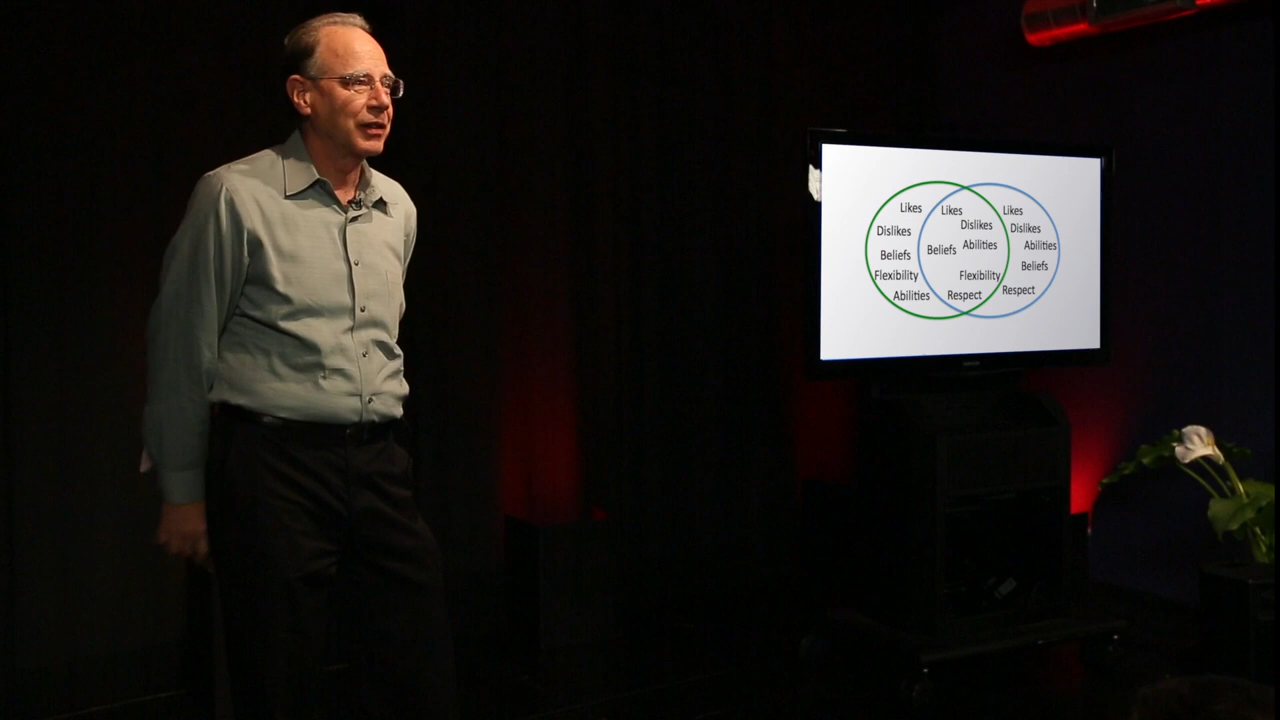 Likes
Dislikes
Beliefs
Flexibility
Abilities
Likes
Dislikes
Beliefs
Abilities
Flexibility
Respect
Likes
Dislikes
Abilities
Beliefs
Respect